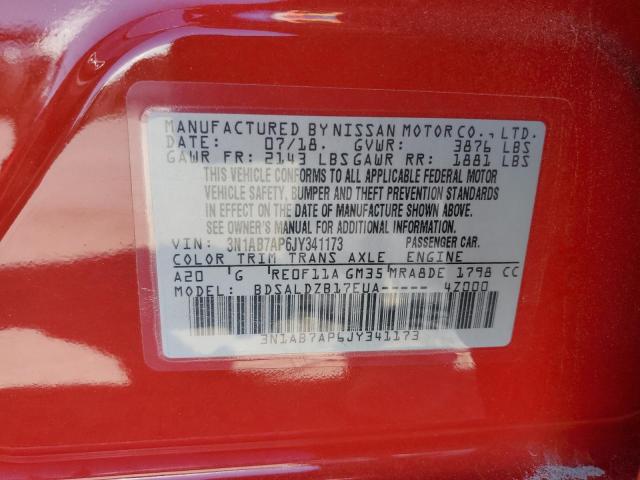 MANUFACTURED BY NISSAN MOTOR CO., LTD.
DATE: 07/18. GVWR: 3876 LBS
GAWR FR: 2143 LBS GAWR RR: 1881 LBS
THIS VEHICLE CONFORMS TO ALL APPLICABLE FEDERAL MOTOR
VEHICLE SAFETY, BUMPER AND THEFT PREVENTION STANDARDS
IN EFFECT ON THE DATE OF MANUFACTURE SHOWN ABOVE.
SEE OWNER'S MANUAL FOR ADDITIONAL INFORMATION.
VIN: 3N1AB7AP6JY341173 PASSENGER CAR.
COLOR TRIM TRANS AXLE ENGINE
A20 G RE0F11A GM35 MRA8DE 1798 CC
MODEL: BDSALDZB17EUA----- 4Z000
3N1AB7AP6JY341173